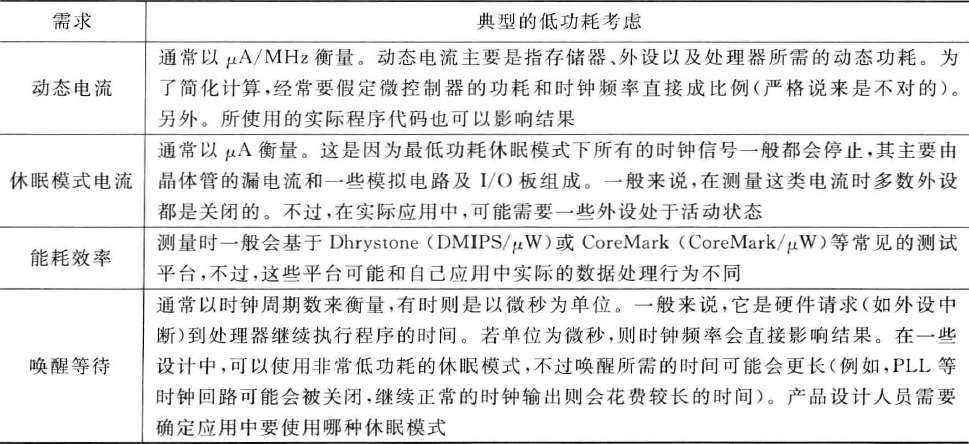 需求 典型的低功耗考虑
通常以 μA/MHz 衡量。动态电流主要是指存储器、外设以及处理器所需的动态功耗。为
动态电流 了简化计算,经常要假定微控制器的功耗和时钟频率直接成比例(严格说来是不对的)。
另外。所使用的实际程序代码也可以影响结果
通常以 μA 衡量。这是因为最低功耗休眠模式下所有的时钟信号一般都会停止,其主要由
休眠模式电流 晶体管的漏电流和一些模拟电路及 I/O 板组成。一般来说,在测量这类电流时多数外设
都是关闭的。不过,在实际应用中,可能需要一些外设处于活动状态
能耗效率 测量时一般会基于 Dhrystone (DMIPS/μW)或 CoreMark (CoreMark/μW)等常见的测试
平台,不过,这些平台可能和自己应用中实际的数据处理行为不同
通常以时钟周期数来衡量,有时则是以微秒为单位。一般来说,它是硬件请求(如外设中
断)到处理器继续执行程序的时间。若单位为微秒,则时钟频率会直接影响结果。在一些
唤醒等待 设计中,可以使用非常低功耗的休眠模式,不过唤醒所需的时间可能会更长(例如,PLL 等
时钟回路可能会被关闭,继续正常的时钟输出则会花费较长的时间)。产品设计人员需要
确定应用中要使用哪种休眠模式